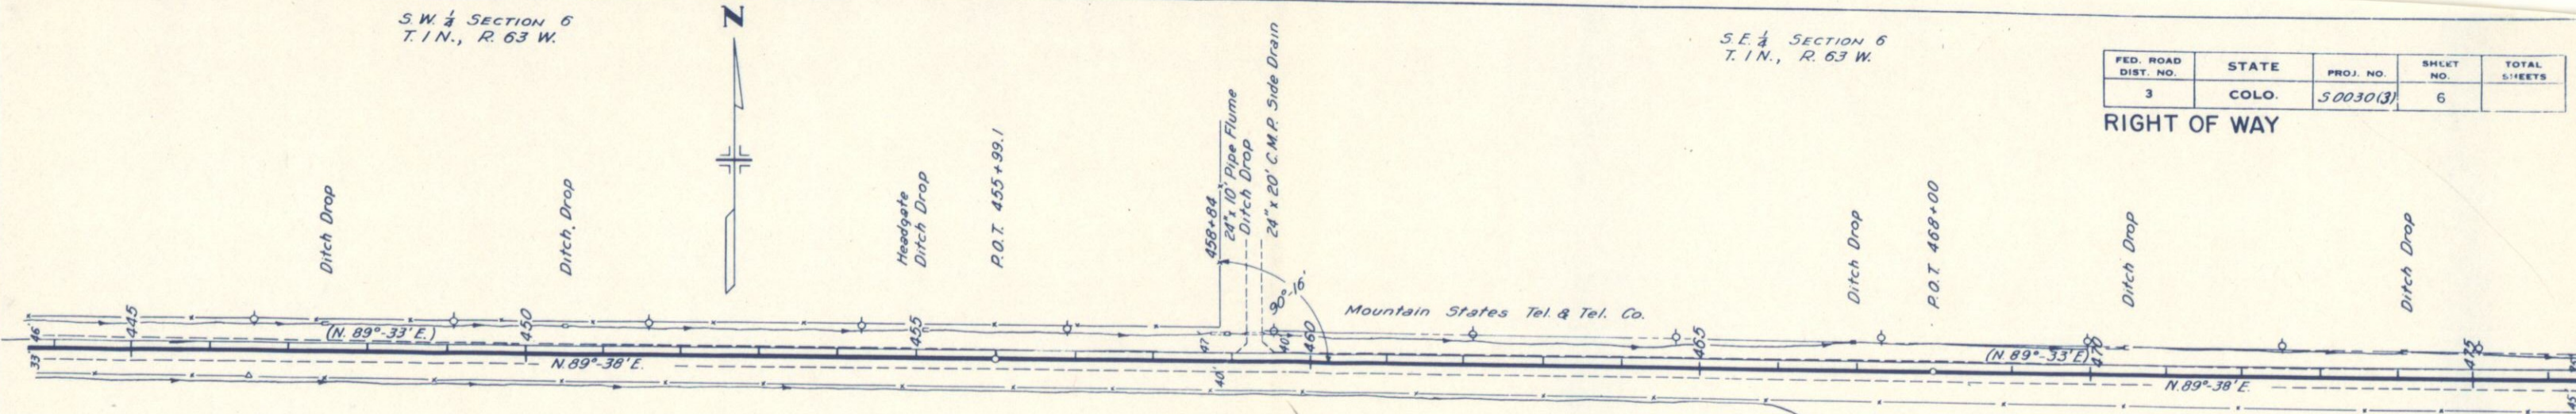 S.W. 1/4 SECTION 6
T. 1 N., R. 63 W.
N
S.E. 1/4 SECTION 6
T. 1 N., R. 63 W.
FED. ROAD DIST. NO.
STATE
PROJ. NO.
SHEET NO.
TOTAL SHEETS
3
COLO.
S 0030(3)
6
RIGHT OF WAY
Ditch Drop
Ditch Drop
Headgate
Ditch Drop
P.O.T. 455+99.1
458+84
24" x 10' Pipe Flume
Ditch Drop
24" x 20' C.M.P. Side Drain
90°-16'
Mountain States Tel. & Tel. Co.
Ditch Drop
P.O.T. 468+00
Ditch Drop
Ditch Drop
46'
33'
445
(N. 89°-33' E.)
450
N. 89°-38' E.
455
47'
40'
40'
460
465
(N. 89°-33' E.)
470
N. 89°-38' E.
475